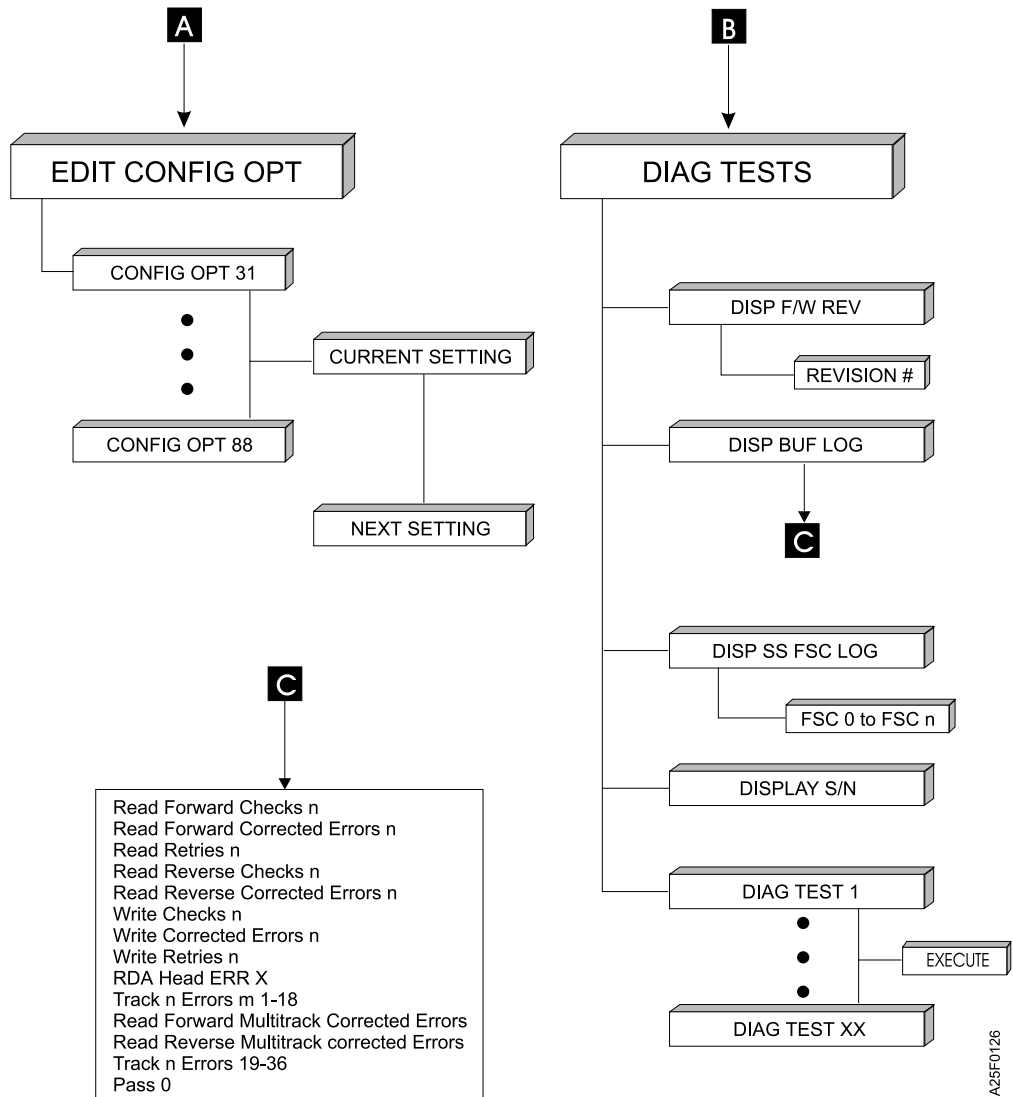 A
EDIT CONFIG OPT
CONFIG OPT 31
CURRENT SETTING
CONFIG OPT 88
NEXT SETTING
B
DIAG TESTS
DISP F/W REV
REVISION #
DISP BUF LOG
C
DISP SS FSC LOG
FSC 0 to FSC n
DISPLAY S/N
DIAG TEST 1
EXECUTE
DIAG TEST XX
C
Read Forward Checks n
Read Forward Corrected Errors n
Read Retries n
Read Reverse Checks n
Read Reverse Corrected Errors n
Write Checks n
Write Corrected Errors n
Write Retries n
RDA Head ERR X
Track n Errors m 1-18
Read Forward Multitrack Corrected Errors
Read Reverse Multitrack corrected Errors
Track n Errors 19-36
Pass 0
A25F0126